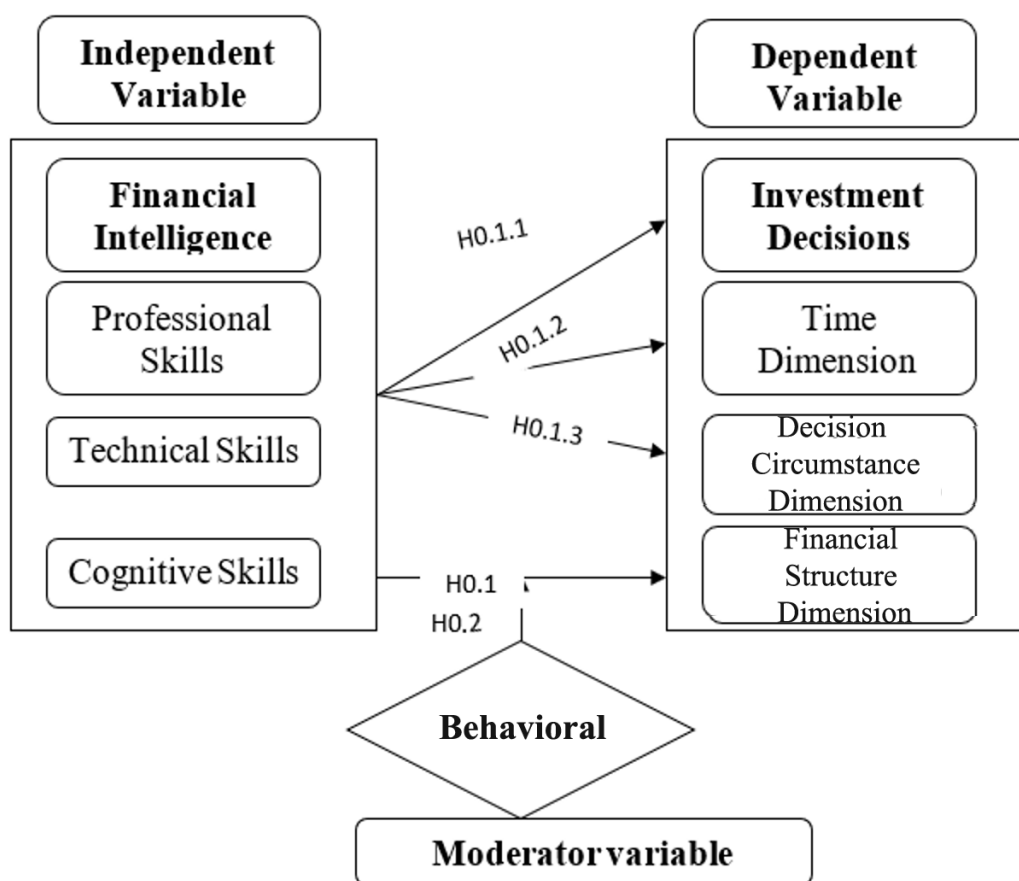 Independent
Variable
Dependent
Variable
Financial
Intelligence
Professional
Skills
Technical Skills
Cognitive Skills
H0.1.1
H0.1.2
H0.1.3
H0.1
H0.2
Investment
Decisions
Time
Dimension
Decision
Circumstance
Dimension
Financial
Structure
Dimension
Behavioral
Moderator variable